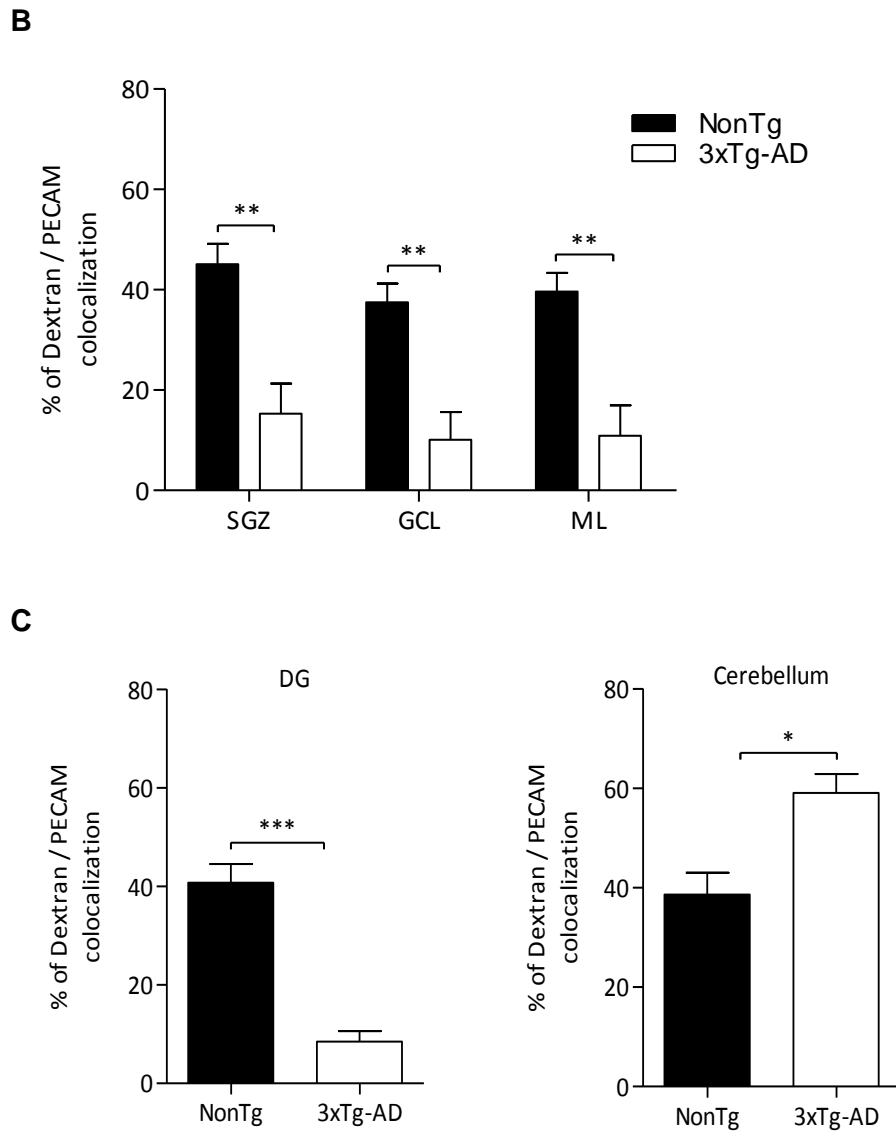 B
80
60
40
20
0
% of Dextran / PECAM
colocalization
NonTg
3xTg-AD
**
**
**
SGZ GCL ML
C
DG
80
60
40
20
0
% of Dextran / PECAM
colocalization
***
NonTg 3xTg-AD
Cerebellum
80
60
40
20
0
% of Dextran / PECAM
colocalization
*
NonTg 3xTg-AD